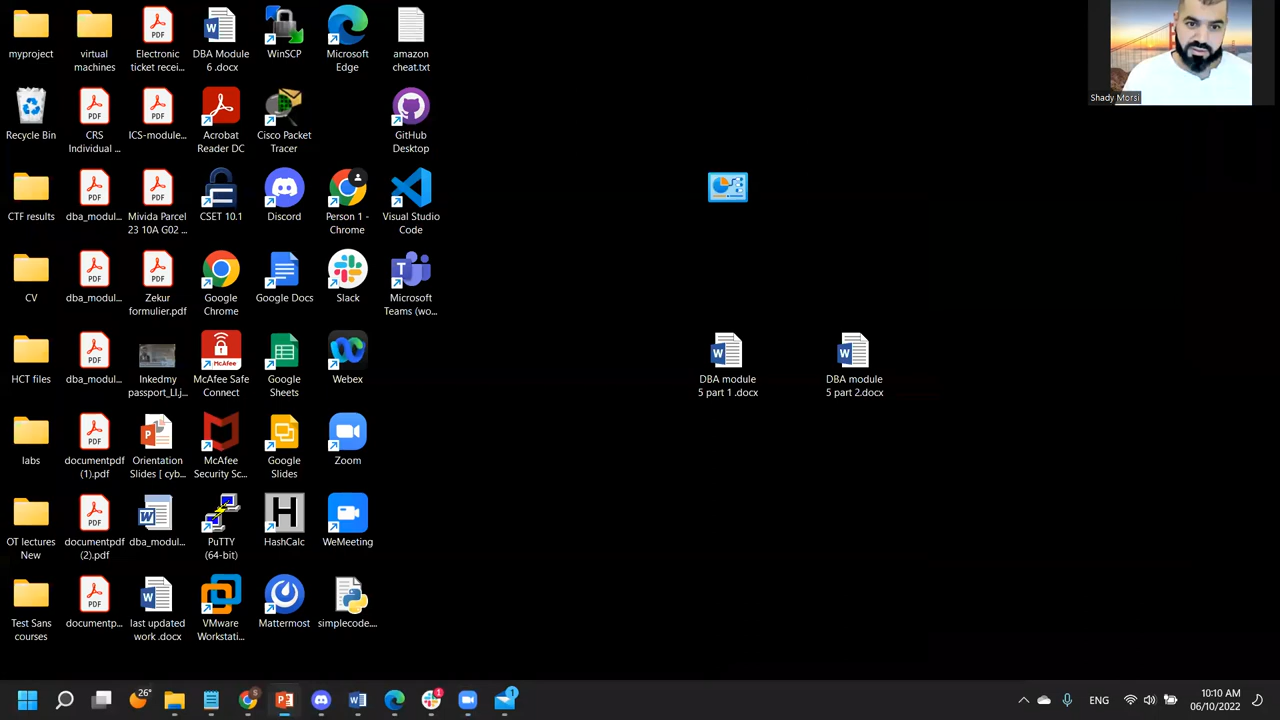 myproject
virtual
machines
Electronic
ticket recei...
DBA Module
6 .docx
WinSCP
Microsoft
Edge
amazon
cheat.txt
Shady Morsi
Recycle Bin
CRS
Individual ...
ICS-module...
Acrobat
Reader DC
Cisco Packet
Tracer
GitHub
Desktop
CTF results
dba_modul...
Mivida Parcel
23 10A G02 ...
CSET 10.1
Discord
Person 1 -
Chrome
Visual Studio
Code
CV
dba_modul...
Zekur
formulier.pdf
Google
Chrome
Google Docs
Slack
Microsoft
Teams (wo...
HCT files
dba_modul...
Inkedmy
passport_LI.j...
McAfee Safe
Connect
Google
Sheets
Webex
DBA module
5 part 1 .docx
DBA module
5 part 2.docx
labs
documentpdf
(1).pdf
Orientation
Slides [ cyb...
McAfee
Security Sc...
Google
Slides
Zoom
OT lectures
New
documentpdf
(2).pdf
dba_modul...
PuTTY
(64-bit)
HashCalc
WeMeeting
Test Sans
courses
documentp...
last updated
work .docx
VMware
Workstati...
Mattermost
simplecode....
26°
ENG
10:10 AM
06/10/2022